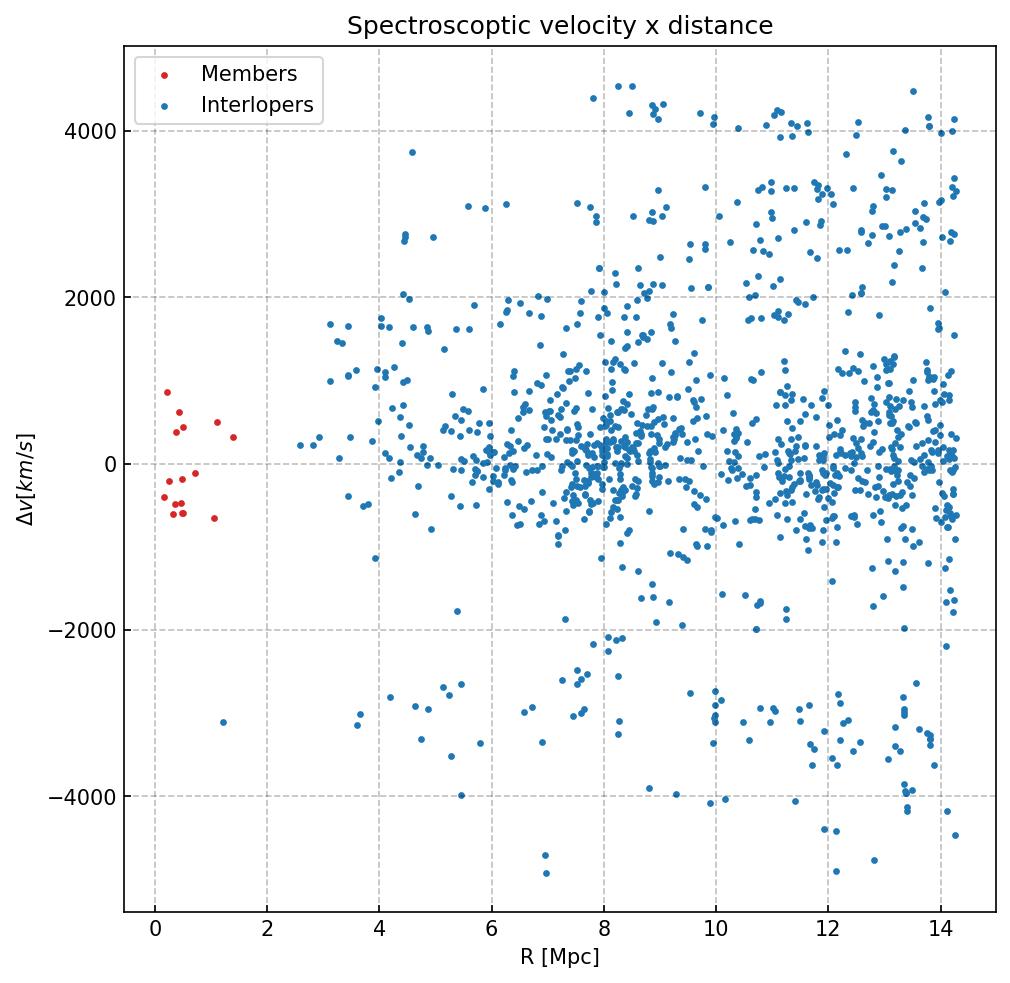 Spectroscoptic velocity x distance
Members
Interlopers
4000
2000
0
−2000
−4000
Δv[km/s]
0 2 4 6 8 10 12 14
R [Mpc]